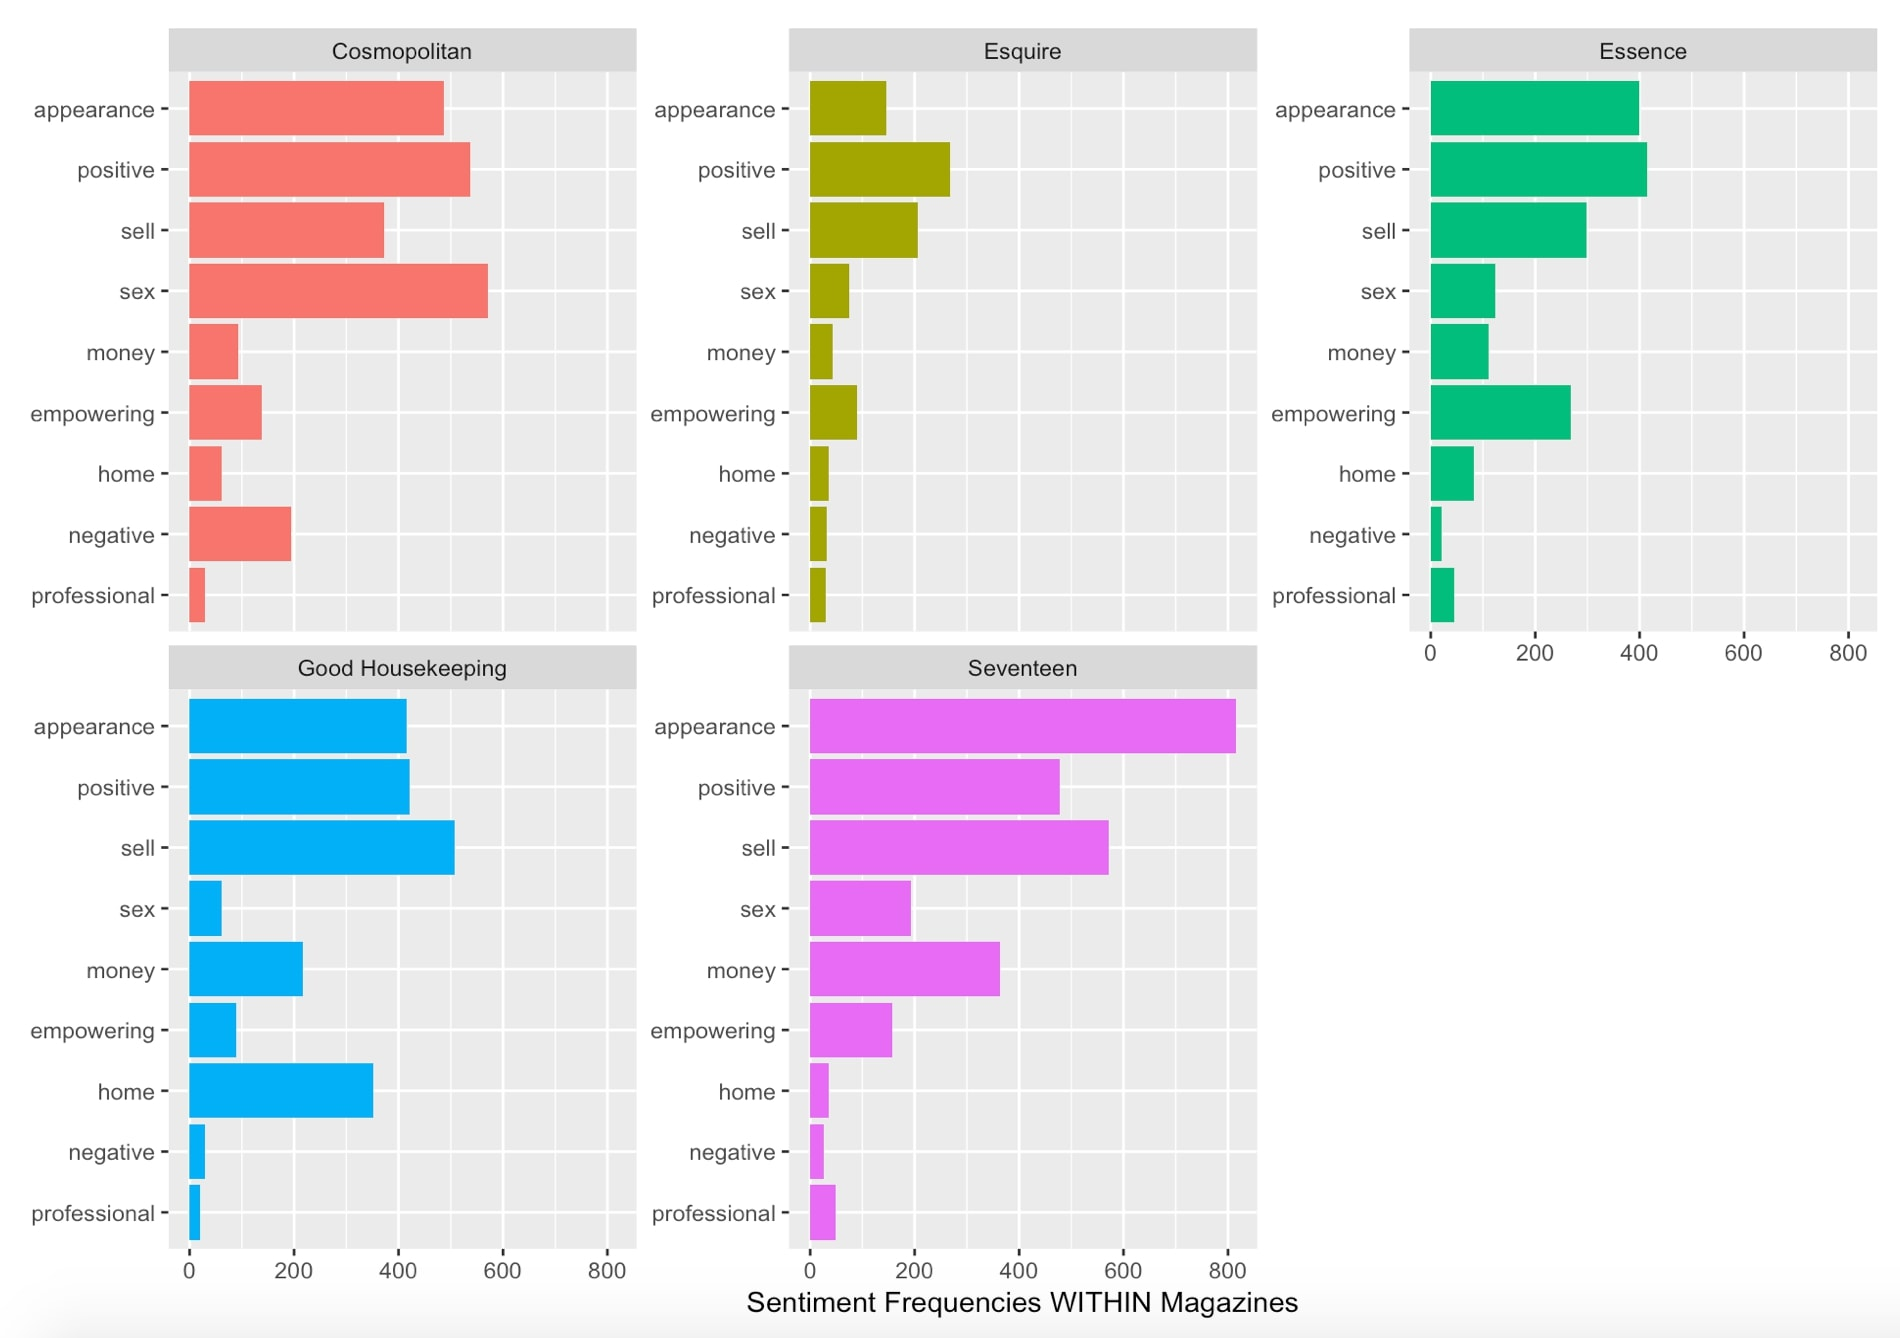 Cosmopolitan
appearance
positive
sell
sex
money
empowering
home
negative
professional
Esquire
appearance
positive
sell
sex
money
empowering
home
negative
professional
Essence
appearance
positive
sell
sex
money
empowering
home
negative
professional
0 200 400 600 800
Good Housekeeping
appearance
positive
sell
sex
money
empowering
home
negative
professional
0 200 400 600 800
Seventeen
appearance
positive
sell
sex
money
empowering
home
negative
professional
0 200 400 600 800
Sentiment Frequencies WITHIN Magazines